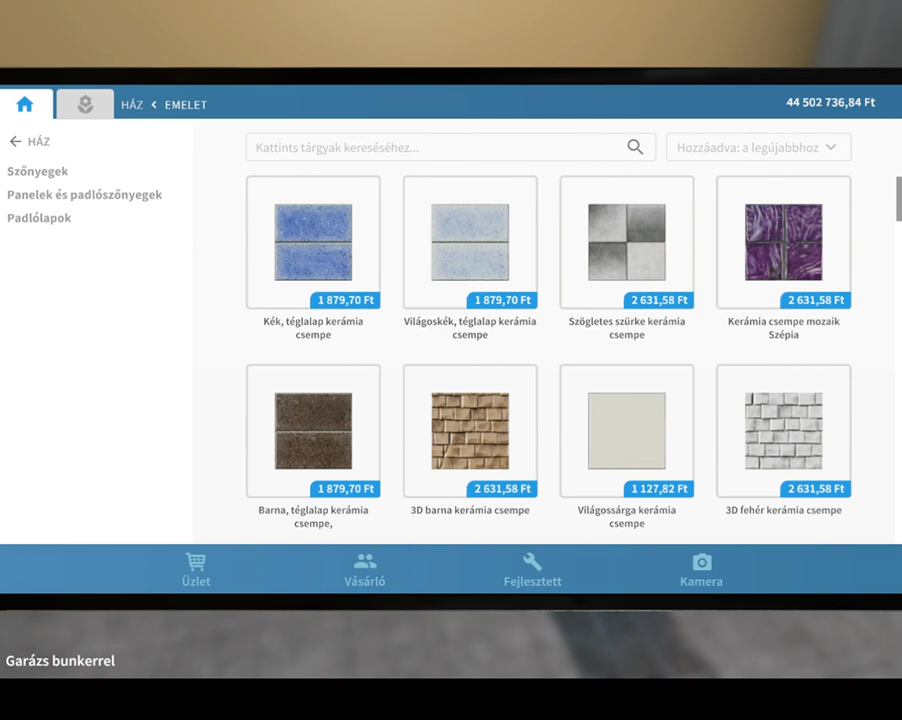 HÁZ < EMELET
44 502 736,84 Ft
HÁZ
Szőnyegek
Panelek és padlószőnyegek
Padlólapok
Kattints tárgyak kereséséhez...
Hozzáadva: a legújabbhoz
1 879,70 Ft
1 879,70 Ft
2 631,58 Ft
2 631,58 Ft
Kék, téglalap kerámia
csempe
Világoskék, téglalap kerámia
csempe
Szögletes szürke kerámia
csempe
Kerámia csempe mozaik
Szépia
1 879,70 Ft
2 631,58 Ft
1 127,82 Ft
2 631,58 Ft
Barna, téglalap kerámia
csempe,
3D barna kerámia csempe
Világossárga kerámia
csempe
3D fehér kerámia csempe
Üzlet
Vásárló
Fejlesztett
Kamera
Garázs bunkerrel